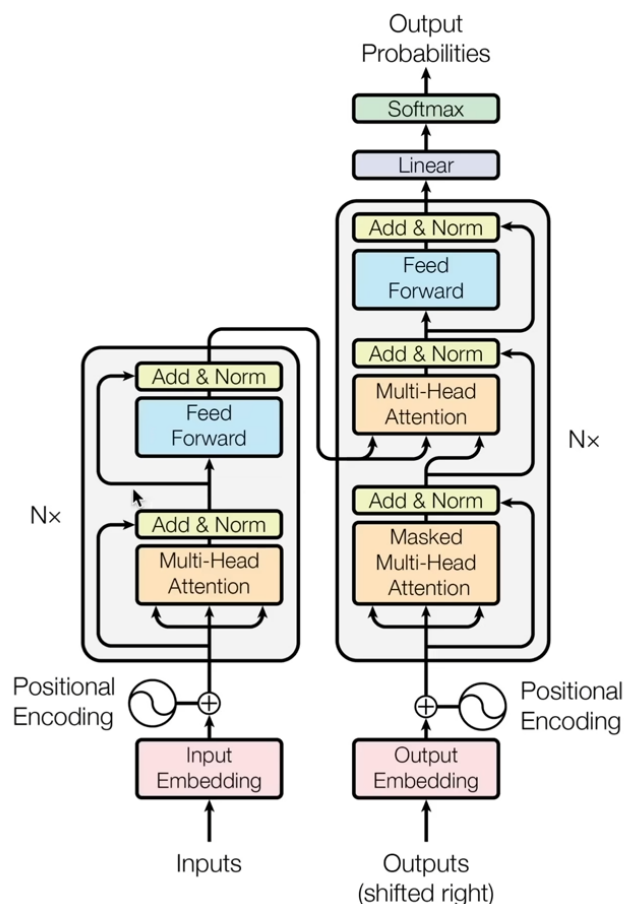 Output
Probabilities
Softmax
Linear
Add & Norm
Feed
Forward
Add & Norm
Multi-Head
Attention
Add & Norm
Masked
Multi-Head
Attention
N×
Add & Norm
Feed
Forward
Add & Norm
Multi-Head
Attention
N×
Positional
Encoding
Positional
Encoding
Input
Embedding
Output
Embedding
Inputs
Outputs
(shifted right)